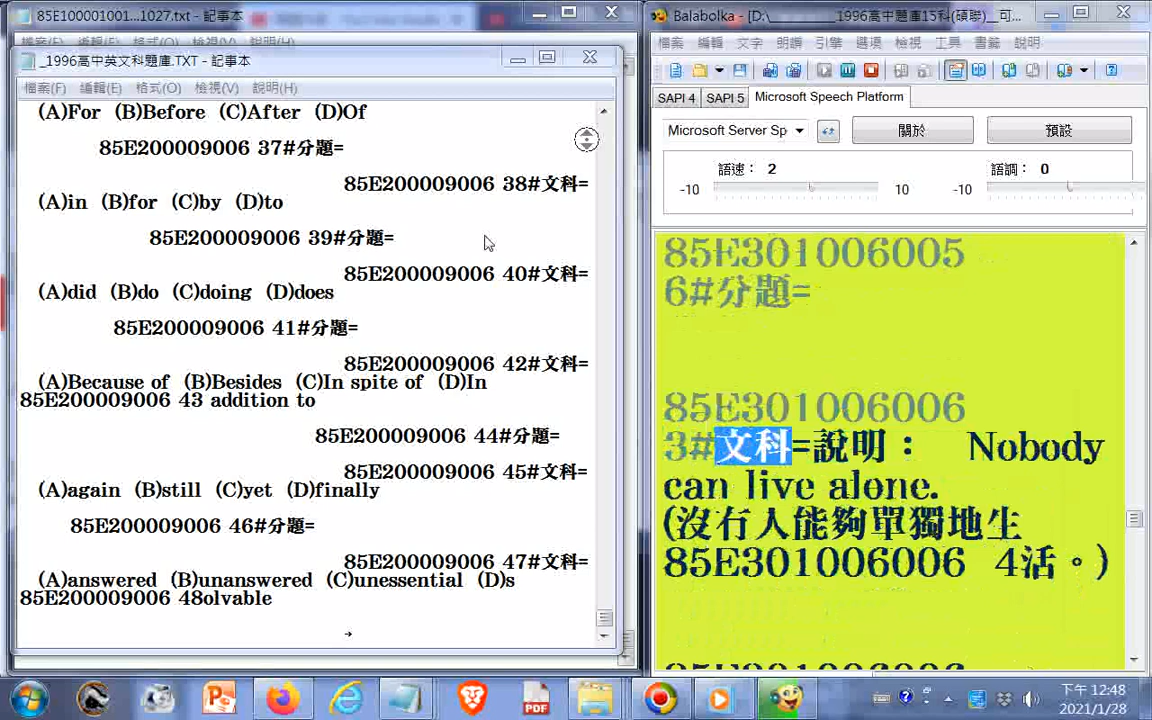 85E100001001...1027.txt - 記事本
_1996高中英文科題庫.TXT - 記事本
檔案(F) 編輯(E) 格式(O) 檢視(V) 說明(H)
(A)For (B)Before (C)After (D)Of
85E200009006 37#分題=
85E200009006 38#文科=
(A)in (B)for (C)by (D)to
85E200009006 39#分題=
85E200009006 40#文科=
(A)did (B)do (C)doing (D)does
85E200009006 41#分題=
85E200009006 42#文科=
(A)Because of (B)Besides (C)In spite of (D)In
85E200009006 43 addition to
85E200009006 44#分題=
85E200009006 45#文科=
(A)again (B)still (C)yet (D)finally
85E200009006 46#分題=
85E200009006 47#文科=
(A)answered (B)unanswered (C)unessential (D)s
85E200009006 48olvable
Balabolka - [D:\________1996高中題庫15科(碩聯)__可...
檔案 編輯 文字 朗讀 引擎 選項 檢視 工具 書籤 說明
SAPI 4 SAPI 5 Microsoft Speech Platform
Microsoft Server Sp 關於 預設
語速： 2 語調： 0
-10 10 -10
85E301006005
6#分題=
85E301006006
3#文科=說明： Nobody
can live alone.
(沒有人能夠單獨地生
85E301006006 4活。)
PDF
下午 12:48
2021/1/28